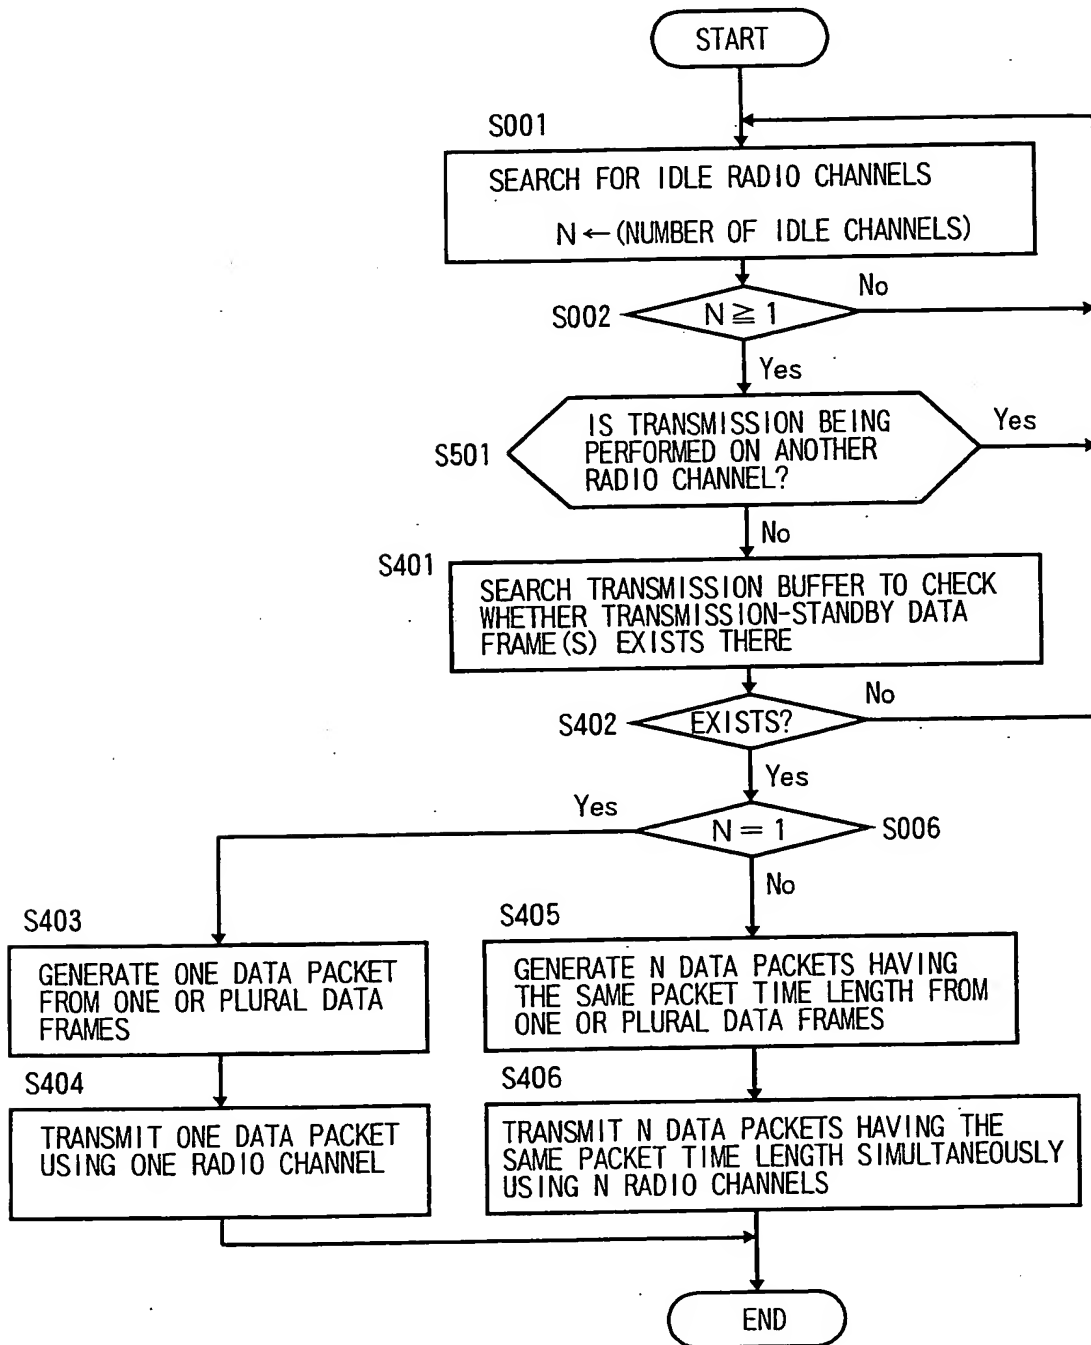 START
S001
SEARCH FOR IDLE RADIO CHANNELS
N ← (NUMBER OF IDLE CHANNELS)
No
S002
N ≧ 1
Yes
IS TRANSMISSION BEING
PERFORMED ON ANOTHER
RADIO CHANNEL?
Yes
S501
No
S401
SEARCH TRANSMISSION BUFFER TO CHECK
WHETHER TRANSMISSION-STANDBY DATA
FRAME(S) EXISTS THERE
No
S402
EXISTS?
Yes
Yes
N = 1
S006
No
S403
GENERATE ONE DATA PACKET
FROM ONE OR PLURAL DATA
FRAMES
S405
GENERATE N DATA PACKETS HAVING
THE SAME PACKET TIME LENGTH FROM
ONE OR PLURAL DATA FRAMES
S404
TRANSMIT ONE DATA PACKET
USING ONE RADIO CHANNEL
S406
TRANSMIT N DATA PACKETS HAVING THE
SAME PACKET TIME LENGTH SIMULTANEOUSLY
USING N RADIO CHANNELS
END